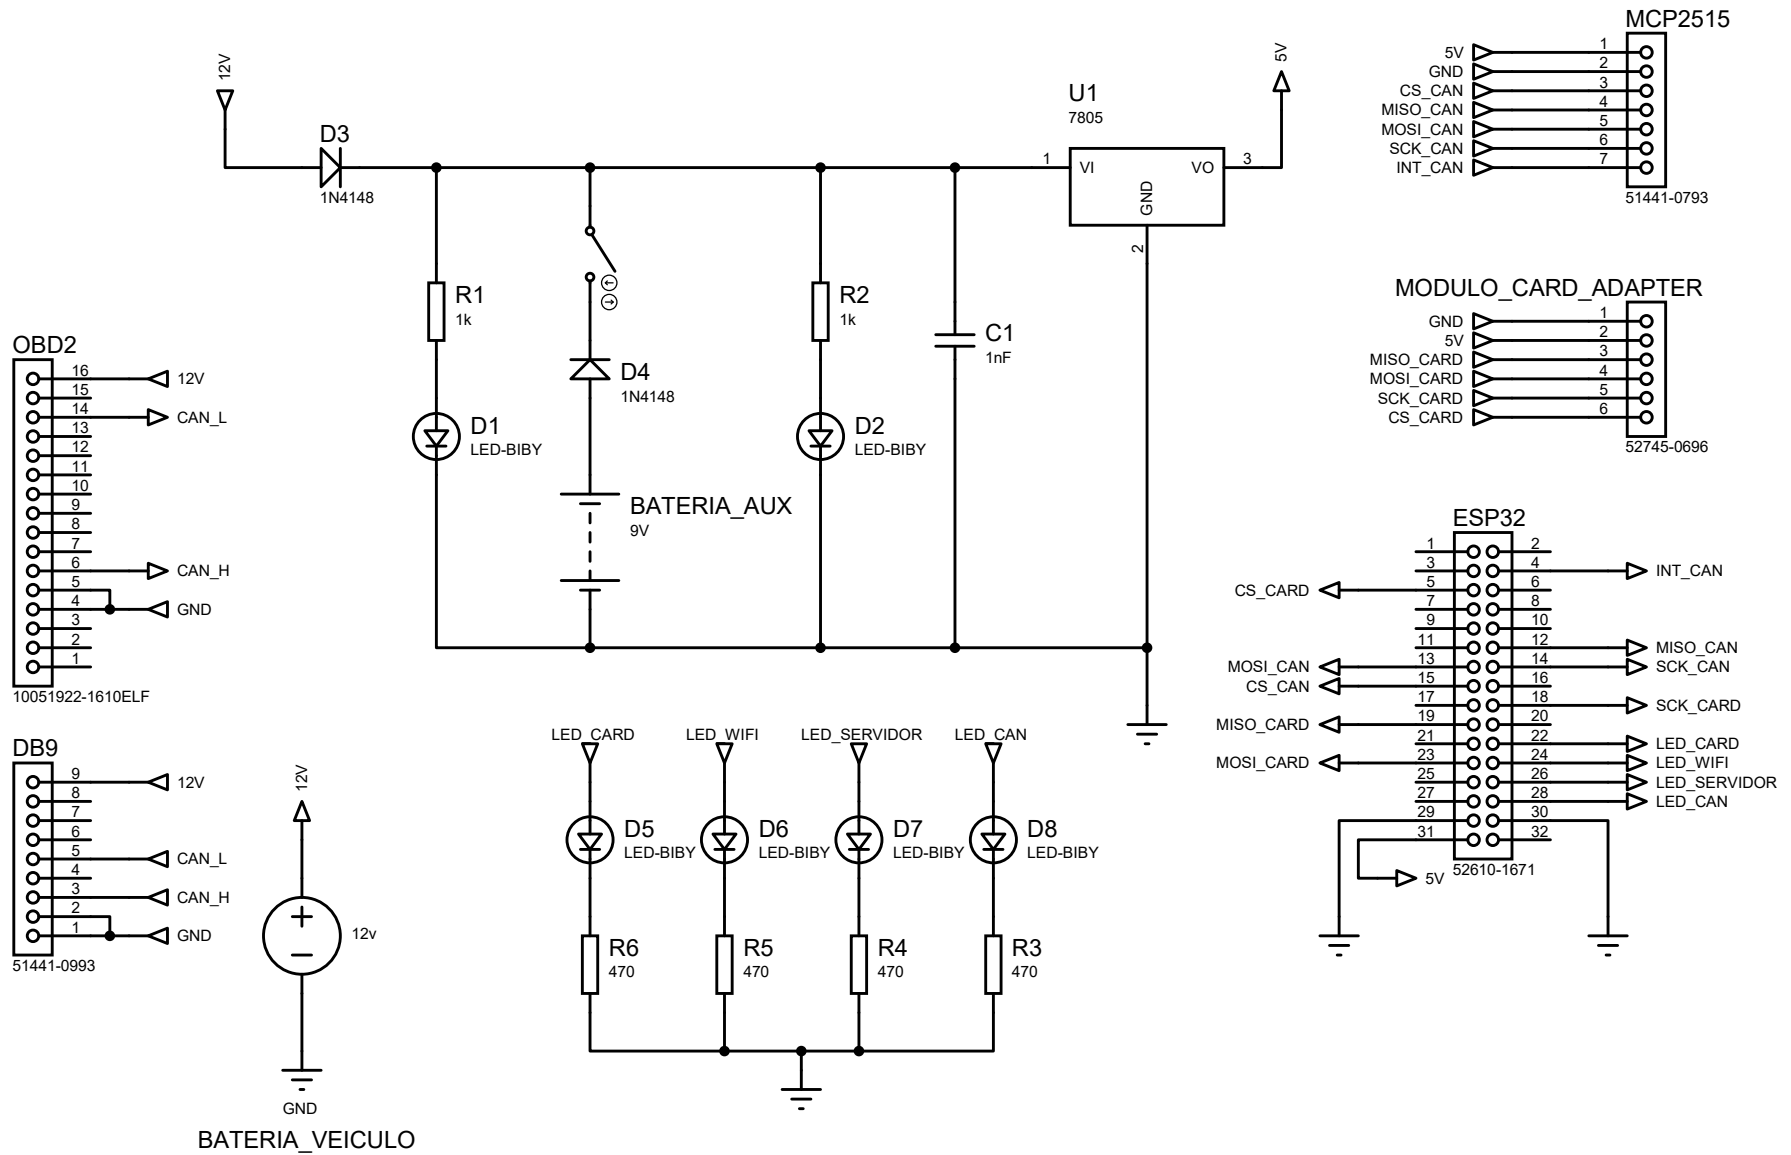 12V
D3
1N4148
R1
1k
D1
LED-BIBY
D4
1N4148
BATERIA_AUX
9V
R2
1k
D2
LED-BIBY
C1
1nF
U1
7805
1
VI
VO
3
GND
2
5V
MCP2515
5V 1
GND 2
CS_CAN 3
MISO_CAN 4
MOSI_CAN 5
SCK_CAN 6
INT_CAN 7
51441-0793
MODULO_CARD_ADAPTER
GND 1
5V 2
MISO_CARD 3
MOSI_CARD 4
SCK_CARD 5
CS_CARD 6
52745-0696
OBD2
16 12V
15
14 CAN_L
13
12
11
10
9
8
7
6 CAN_H
5
4 GND
3
2
1
10051922-1610ELF
DB9
9 12V
8
7
6
5 CAN_L
4
3 CAN_H
2
1 GND
51441-0993
12V
12v
GND
BATERIA_VEICULO
LED_CARD
LED_WIFI
LED_SERVIDOR
LED_CAN
D5
LED-BIBY
D6
LED-BIBY
D7
LED-BIBY
D8
LED-BIBY
R6
470
R5
470
R4
470
R3
470
ESP32
1 2
3 4 INT_CAN
CS_CARD 5 6
7 8
9 10
11 12 MISO_CAN
MOSI_CAN 13 14 SCK_CAN
CS_CAN 15 16
17 18 SCK_CARD
MISO_CARD 19 20
21 22 LED_CARD
MOSI_CARD 23 24 LED_WIFI
25 26 LED_SERVIDOR
27 28 LED_CAN
29 30
31 32
5V
52610-1671